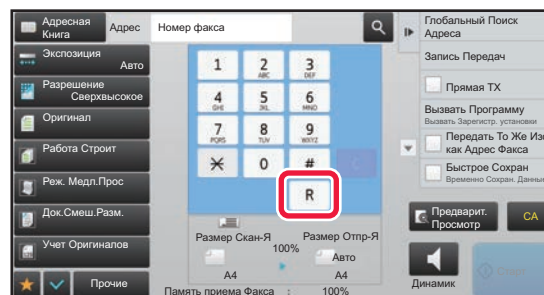 Адресная
Книга
Адрес
Номер факса
Экспозиция
Авто
Разрешение
Сверхвысокое
Оригинал
Работа Строит
Реж. Медл.Прос
Док.Смеш.Разм.
Учет Оригиналов
Прочие
1
2
ABC
3
DEF
4
GHI
5
JKL
6
MNO
7
PQRS
8
TUV
9
WXYZ
0
#
C
R
Размер Скан-Я
100%
Размер Отпр-Я
Авто
A4
A4
Память приема Факса : 100%
Глобальный Поиск
Адреса
Запись Передач
Прямая TX
Вызвать Программу
Вызвать Зарегистр. установки
Передать То Же Изо
как Адрес Факса
Быстрое Сохран
Временно Сохран. Данны
Предварит.
Просмотр
CA
Динамик
Старт